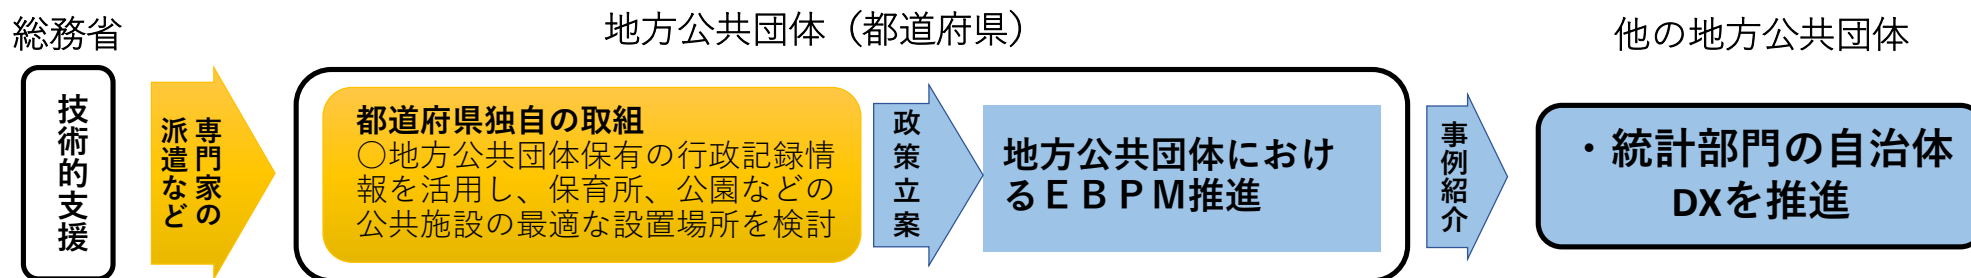 総務省
技術的支援
専門家の
派遣など
地方公共団体（都道府県）
都道府県独自の取組
○地方公共団体保有の行政記録情
報を活用し、保育所、公園などの
公共施設の最適な設置場所を検討
政策立案
地方公共団体におけ
るＥＢＰＭ推進
事例紹介
他の地方公共団体
・統計部門の自治体
DXを推進